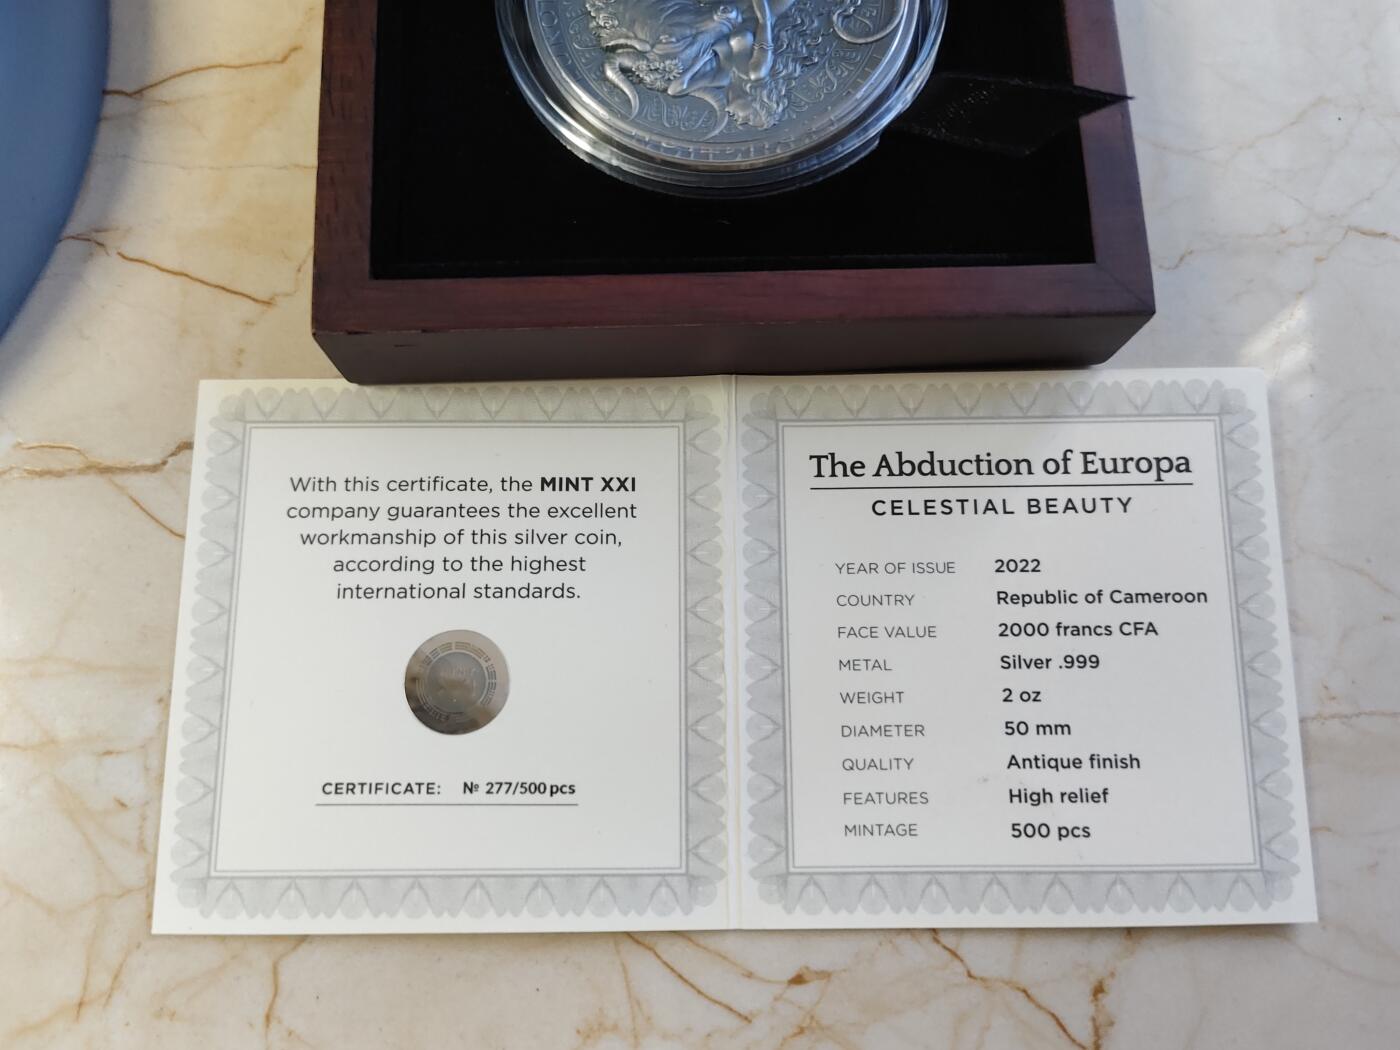 With this certificate, the MINT XXI
company guarantees the excellent
workmanship of this silver coin,
according to the highest
international standards.
CERTIFICATE: № 277/500 pcs
The Abduction of Europa
CELESTIAL BEAUTY
YEAR OF ISSUE 2022
COUNTRY Republic of Cameroon
FACE VALUE 2000 francs CFA
METAL Silver .999
WEIGHT 2 oz
DIAMETER 50 mm
QUALITY Antique finish
FEATURES High relief
MINTAGE 500 pcs